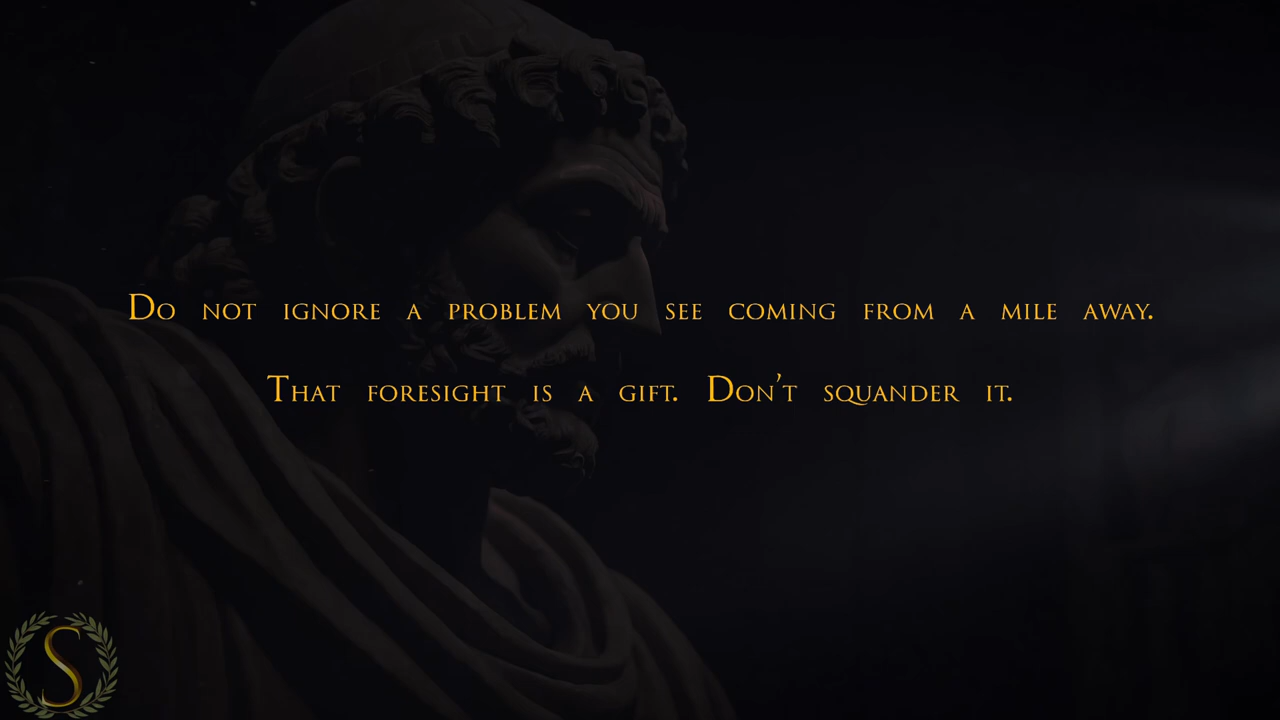 Do not ignore a problem you see coming from a mile away.
That foresight is a gift. Don't squander it.
S